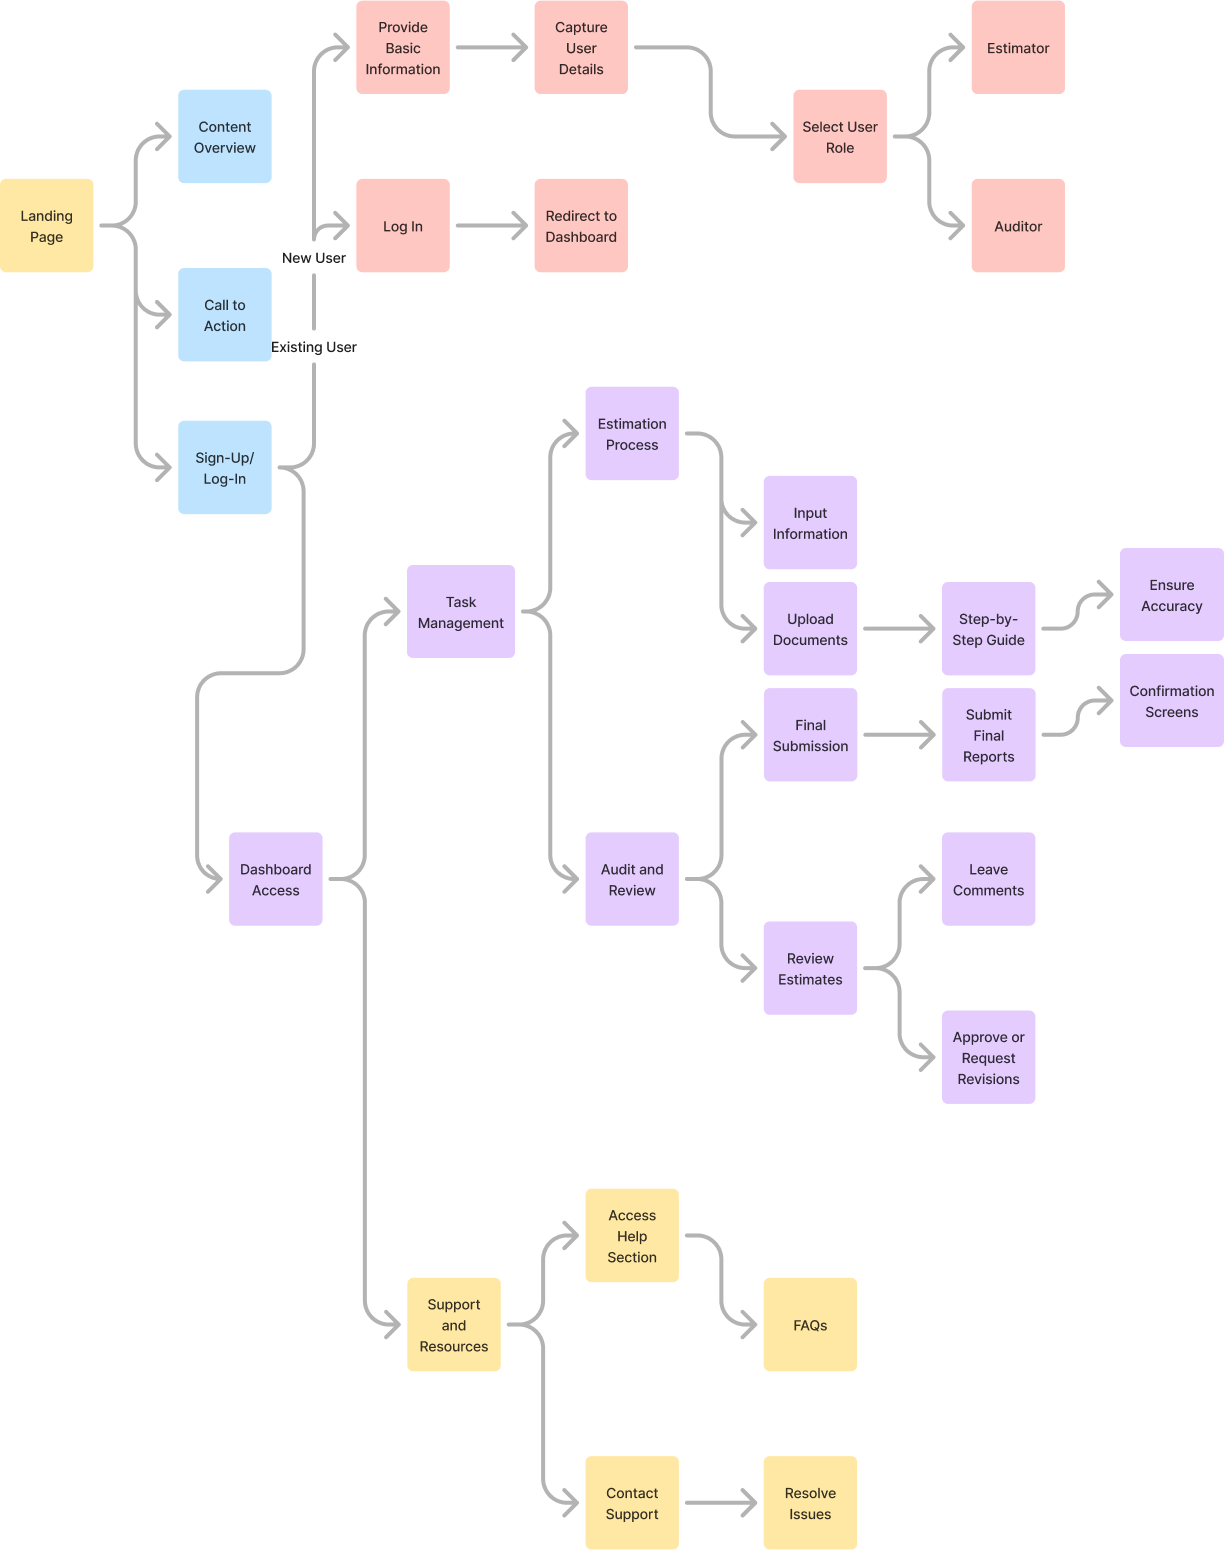 Provide
Basic
Information
Capture
User
Details
Estimator
Content
Overview
Select User
Role
Landing
Page
Log In
Redirect to
Dashboard
Auditor
New User
Call to
Action
Existing User
Sign-Up/
Log-In
Estimation
Process
Input
Information
Task
Management
Upload
Documents
Step-by-
Step Guide
Ensure
Accuracy
Final
Submission
Submit
Final
Reports
Confirmation
Screens
Dashboard
Access
Audit and
Review
Leave
Comments
Review
Estimates
Approve or
Request
Revisions
Access
Help
Section
Support
and
Resources
FAQs
Contact
Support
Resolve
Issues